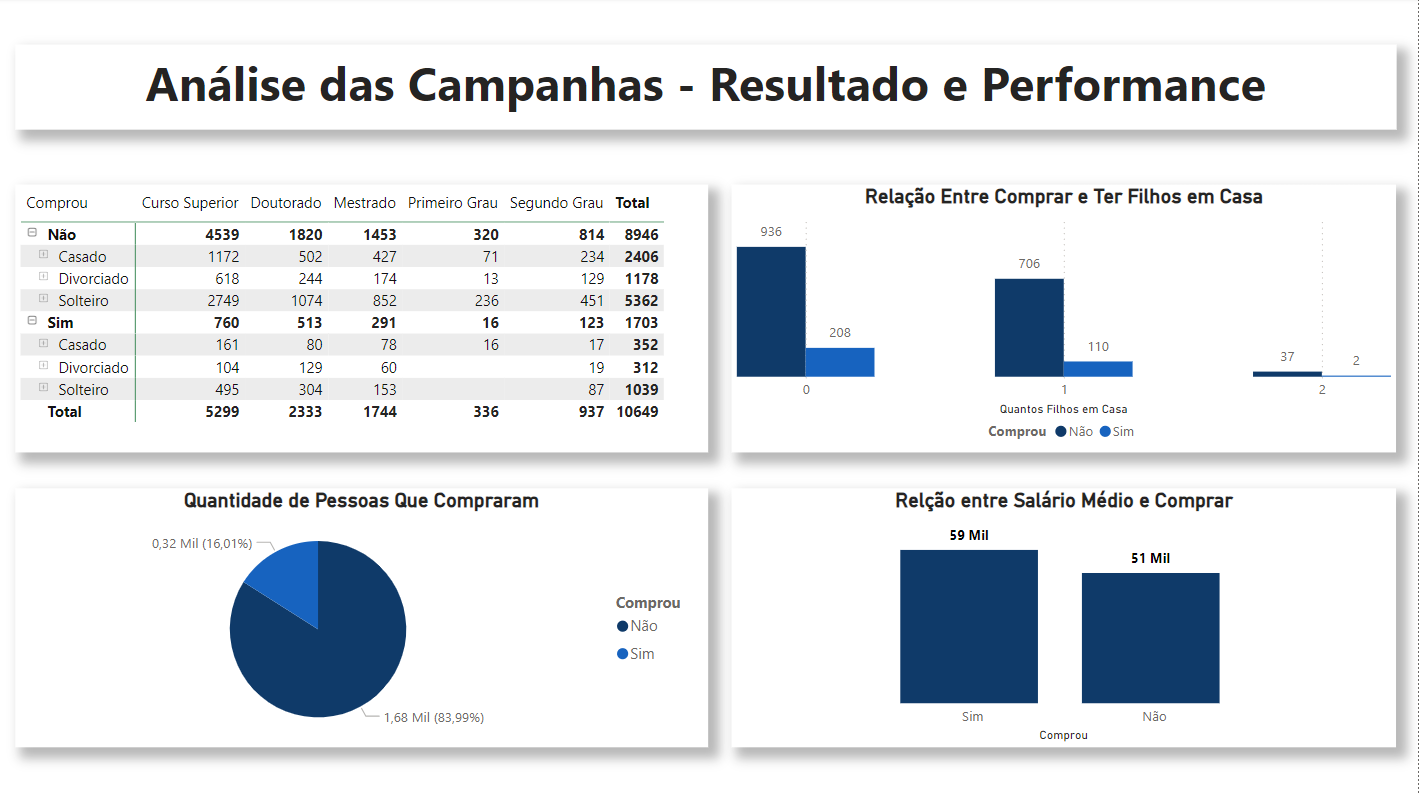 Análise das Campanhas - Resultado e Performance
Comprou Curso Superior Doutorado Mestrado Primeiro Grau Segundo Grau Total
Não 4539 1820 1453 320 814 8946
Casado 1172 502 427 71 234 2406
Divorciado 618 244 174 13 129 1178
Solteiro 2749 1074 852 236 451 5362
Sim 760 513 291 16 123 1703
Casado 161 80 78 16 17 352
Divorciado 104 129 60 19 312
Solteiro 495 304 153 87 1039
Total 5299 2333 1744 336 937 10649
Relação Entre Comprar e Ter Filhos em Casa
936
208
706
110
37
2
0 1 2
Quantos Filhos em Casa
Comprou Não Sim
Quantidade de Pessoas Que Compraram
0,32 Mil (16,01%)
1,68 Mil (83,99%)
Comprou
Não
Sim
Relção entre Salário Médio e Comprar
59 Mil
51 Mil
Sim Não
Comprou